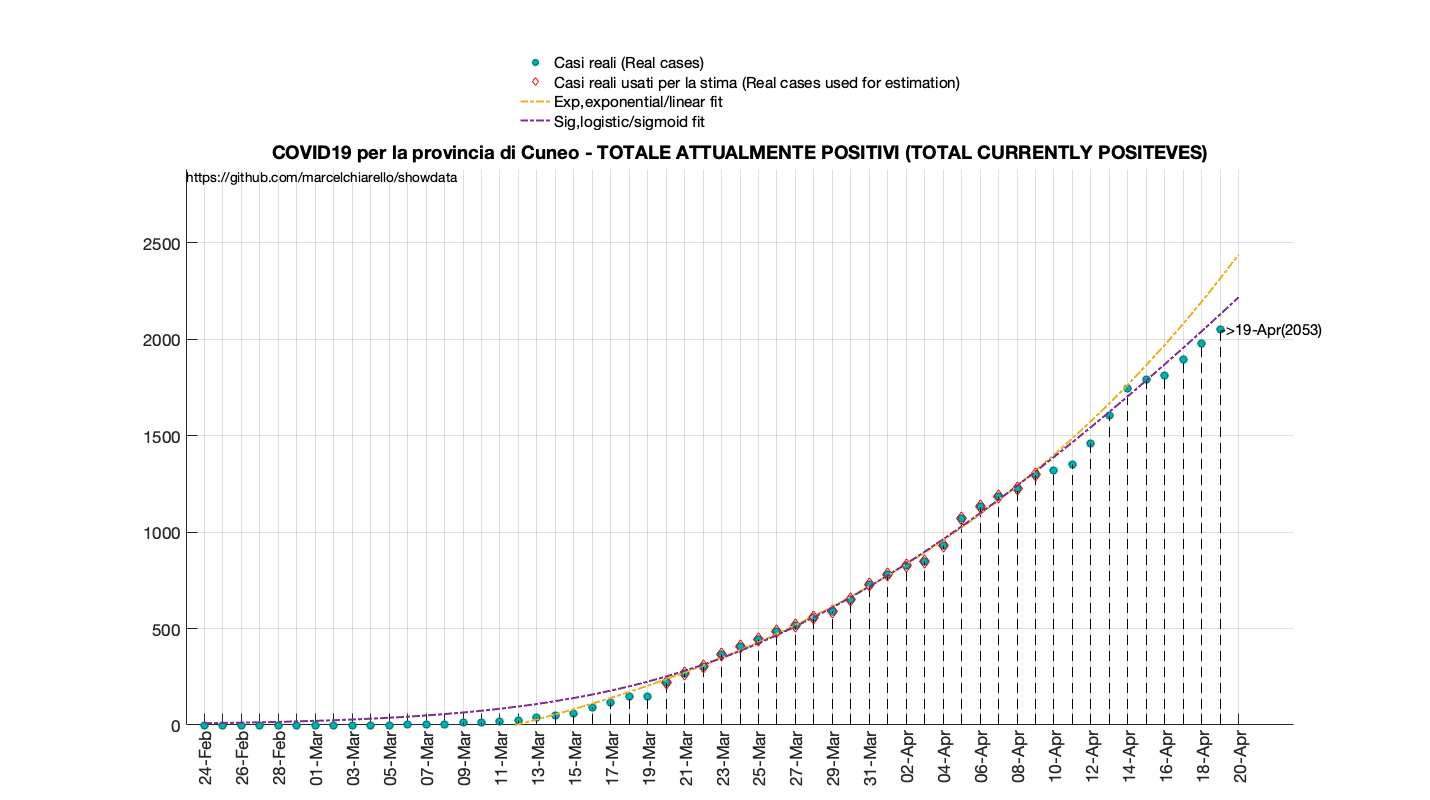 Casi reali (Real cases)
Casi reali usati per la stima (Real cases used for estimation)
Exp,exponential/linear fit
Sig,logistic/sigmoid fit
COVID19 per la provincia di Cuneo - TOTALE ATTUALMENTE POSITIVI (TOTAL CURRENTLY POSITEVES)
https://github.com/marcelchiarello/showdata
2500
2000
1500
1000
500
0
>19-Apr(2053)
24-Feb
26-Feb
28-Feb
01-Mar
03-Mar
05-Mar
07-Mar
09-Mar
11-Mar
13-Mar
15-Mar
17-Mar
19-Mar
21-Mar
23-Mar
25-Mar
27-Mar
29-Mar
31-Mar
02-Apr
04-Apr
06-Apr
08-Apr
10-Apr
12-Apr
14-Apr
16-Apr
18-Apr
20-Apr